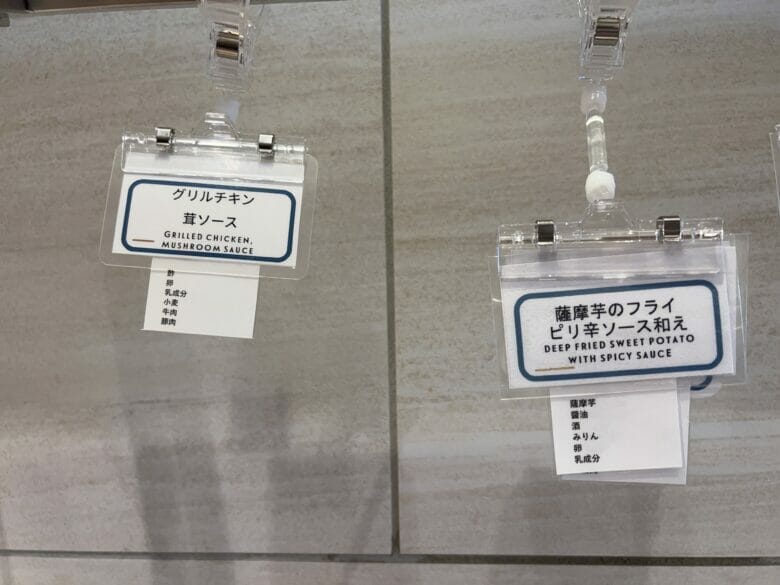 グリルチキン
茸ソース
GRILLED CHICKEN,
MUSHROOM SAUCE
酢
卵
乳成分
小麦
牛肉
豚肉
薩摩芋のフライ
ピリ辛ソース和え
DEEP FRIED SWEET POTATO
WITH SPICY SAUCE
薩摩芋
醤油
酒
みりん
卵
乳成分